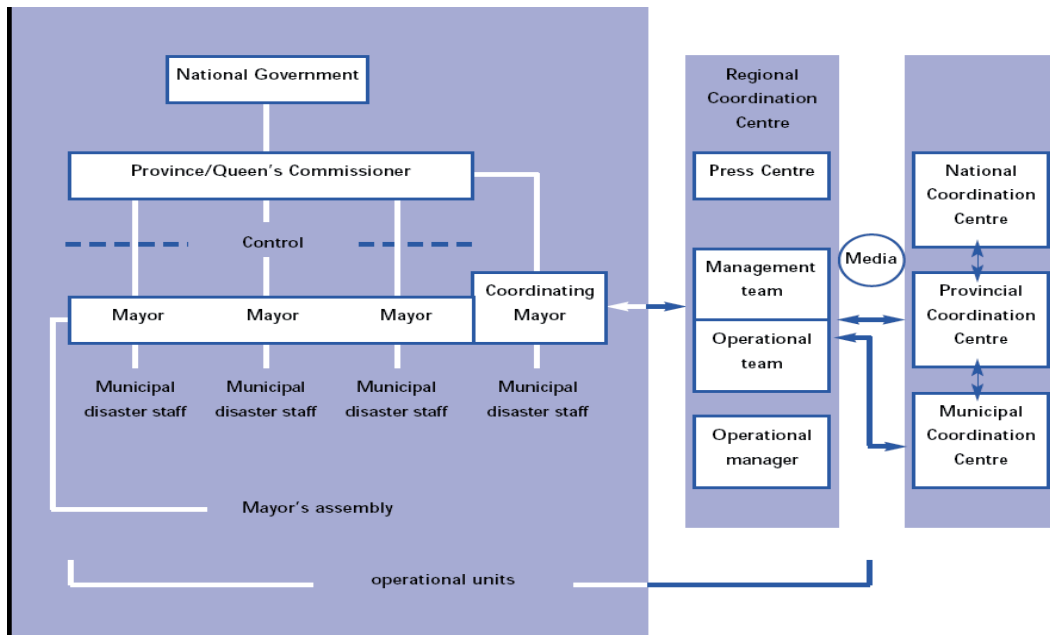 National Government
Province/Queen's Commissioner
Control
Mayor
Mayor
Mayor
Coordinating
Mayor
Municipal
disaster staff
Municipal
disaster staff
Municipal
disaster staff
Municipal
disaster staff
Mayor's assembly
operational units
Regional
Coordination
Centre
Press Centre
Management
team
Operational
team
Operational
manager
Media
National
Coordination
Centre
Provincial
Coordination
Centre
Municipal
Coordination
Centre